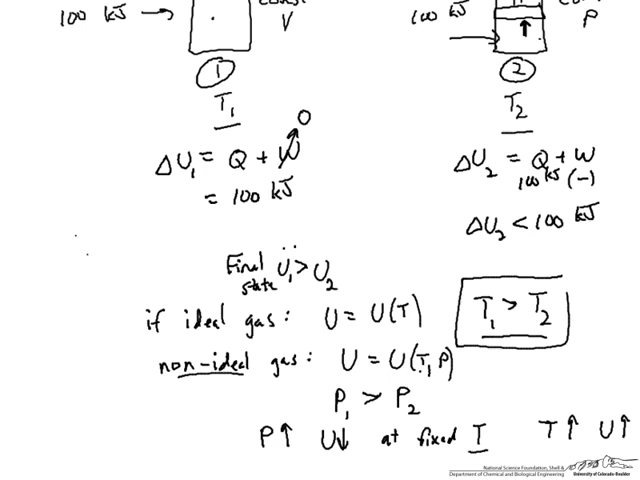 100 kJ → V
100 kJ P
① ②
T₁ T₂
0
ΔU₁ = Q + W ΔU₂ = Q + W
= 100 kJ 100 kJ (-)
ΔU₂ < 100 kJ
Final state U₁ > U₂
if ideal gas: U = U(T) T₁ > T₂
non-ideal gas: U = U(T, P)
P₁ > P₂
P↑ U↓ at fixed T T↑ U↑
National Science Foundation, Shell &
Department of Chemical and Biological Engineering University of Colorado Boulder